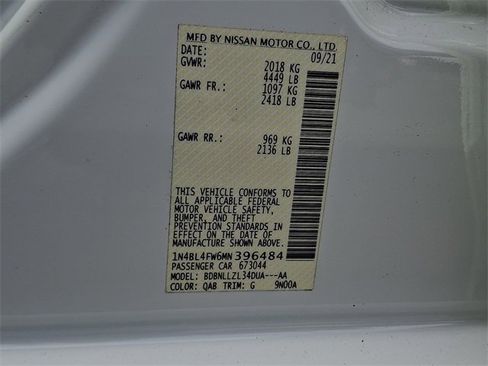 MFD BY NISSAN MOTOR CO., LTD.
DATE: 09/21
GVWR: 2018 KG
4449 LB
GAWR FR.: 1097 KG
2418 LB
GAWR RR.: 969 KG
2136 LB
THIS VEHICLE CONFORMS TO
ALL APPLICABLE FEDERAL
MOTOR VEHICLE SAFETY,
BUMPER, AND THEFT
PREVENTION STANDARDS IN
EFFECT ON THE DATE OF
MANUFACTURE SHOWN ABOVE.
1N4BL4FW6MN396484
PASSENGER CAR 673044
MODEL: BDBNLLZL34DUA---AA
COLOR: QAB TRIM: G 9N00A